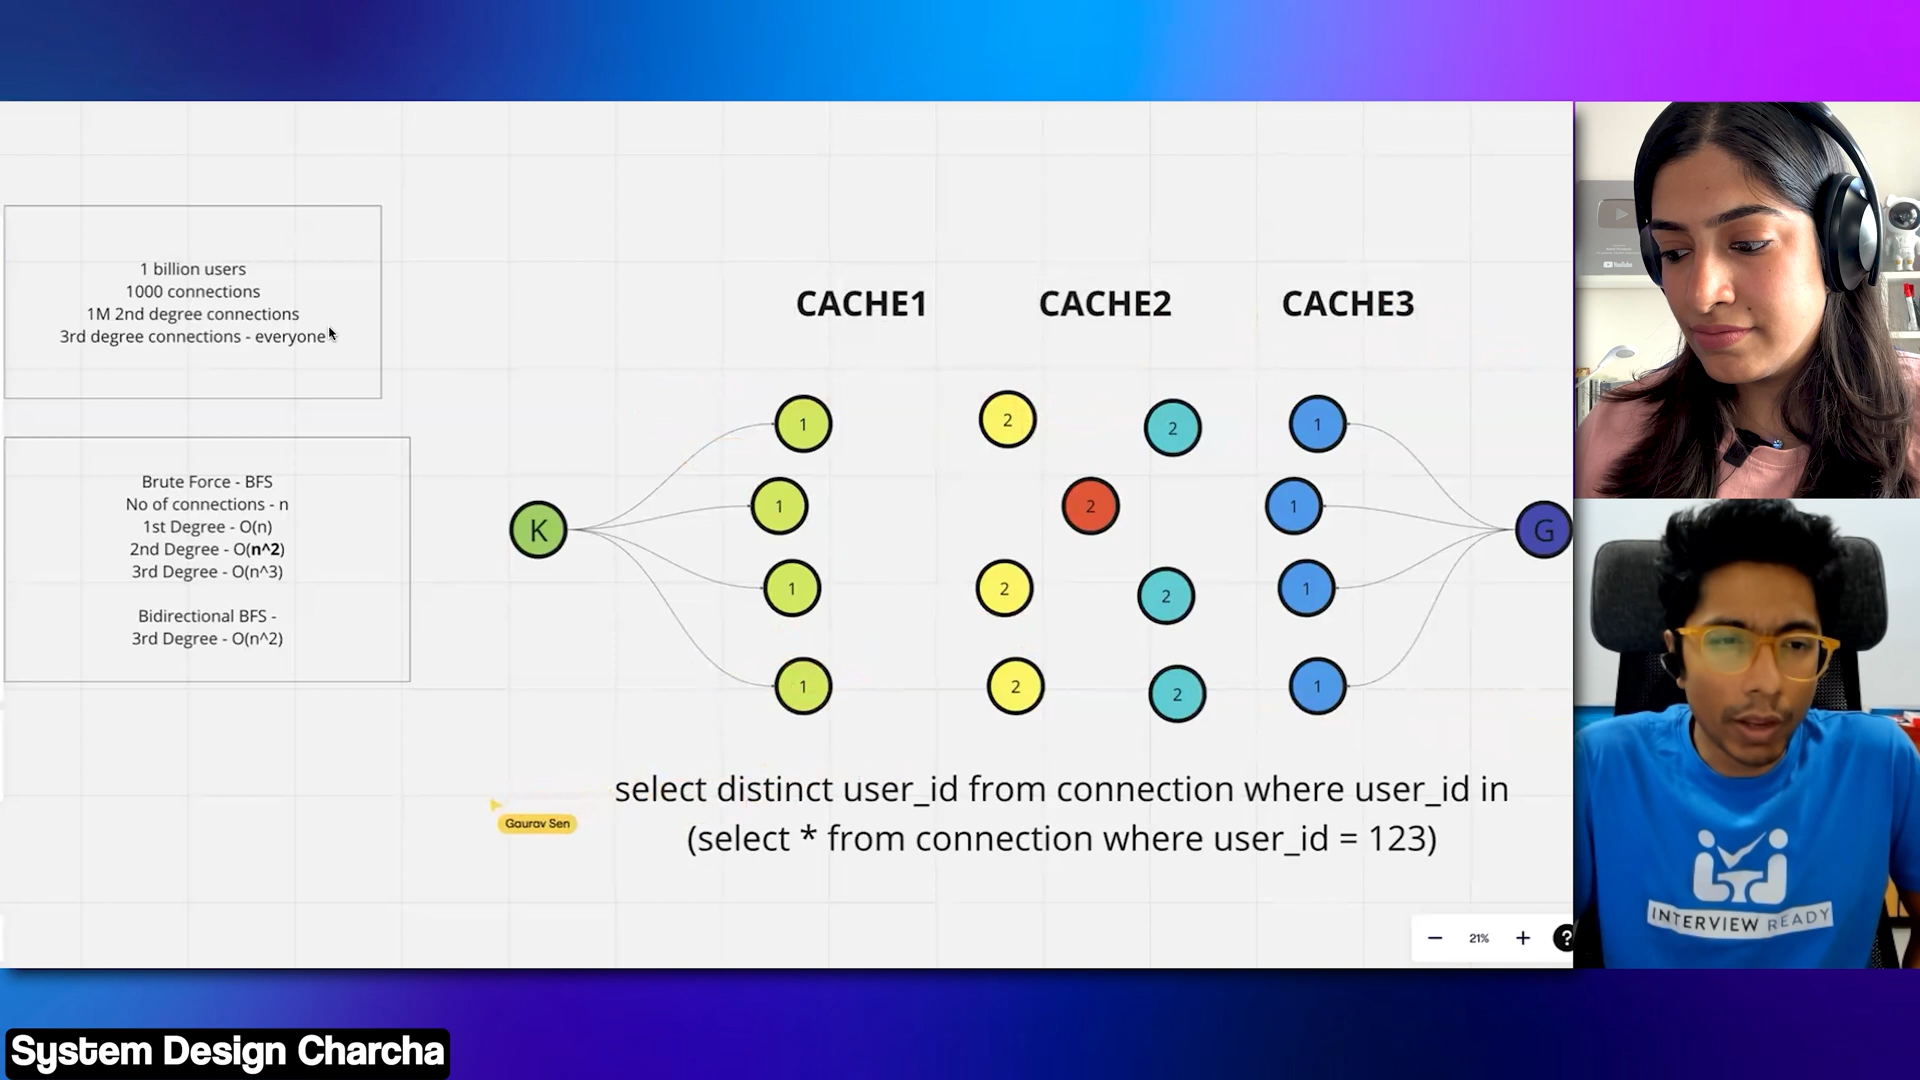 1 billion users
1000 connections
1M 2nd degree connections
3rd degree connections - everyone
Brute Force - BFS
No of connections - n
1st Degree - O(n)
2nd Degree - O(n^2)
3rd Degree - O(n^3)
Bidirectional BFS -
3rd Degree - O(n^2)
CACHE1 CACHE2 CACHE3
1 2 2 1
1 2 1
K G
1 2 2 1
1 2 2 1
select distinct user_id from connection where user_id in
(select * from connection where user_id = 123)
Gaurav Sen
− 21% + ?
YouTube
INTERVIEW READY
System Design Charcha